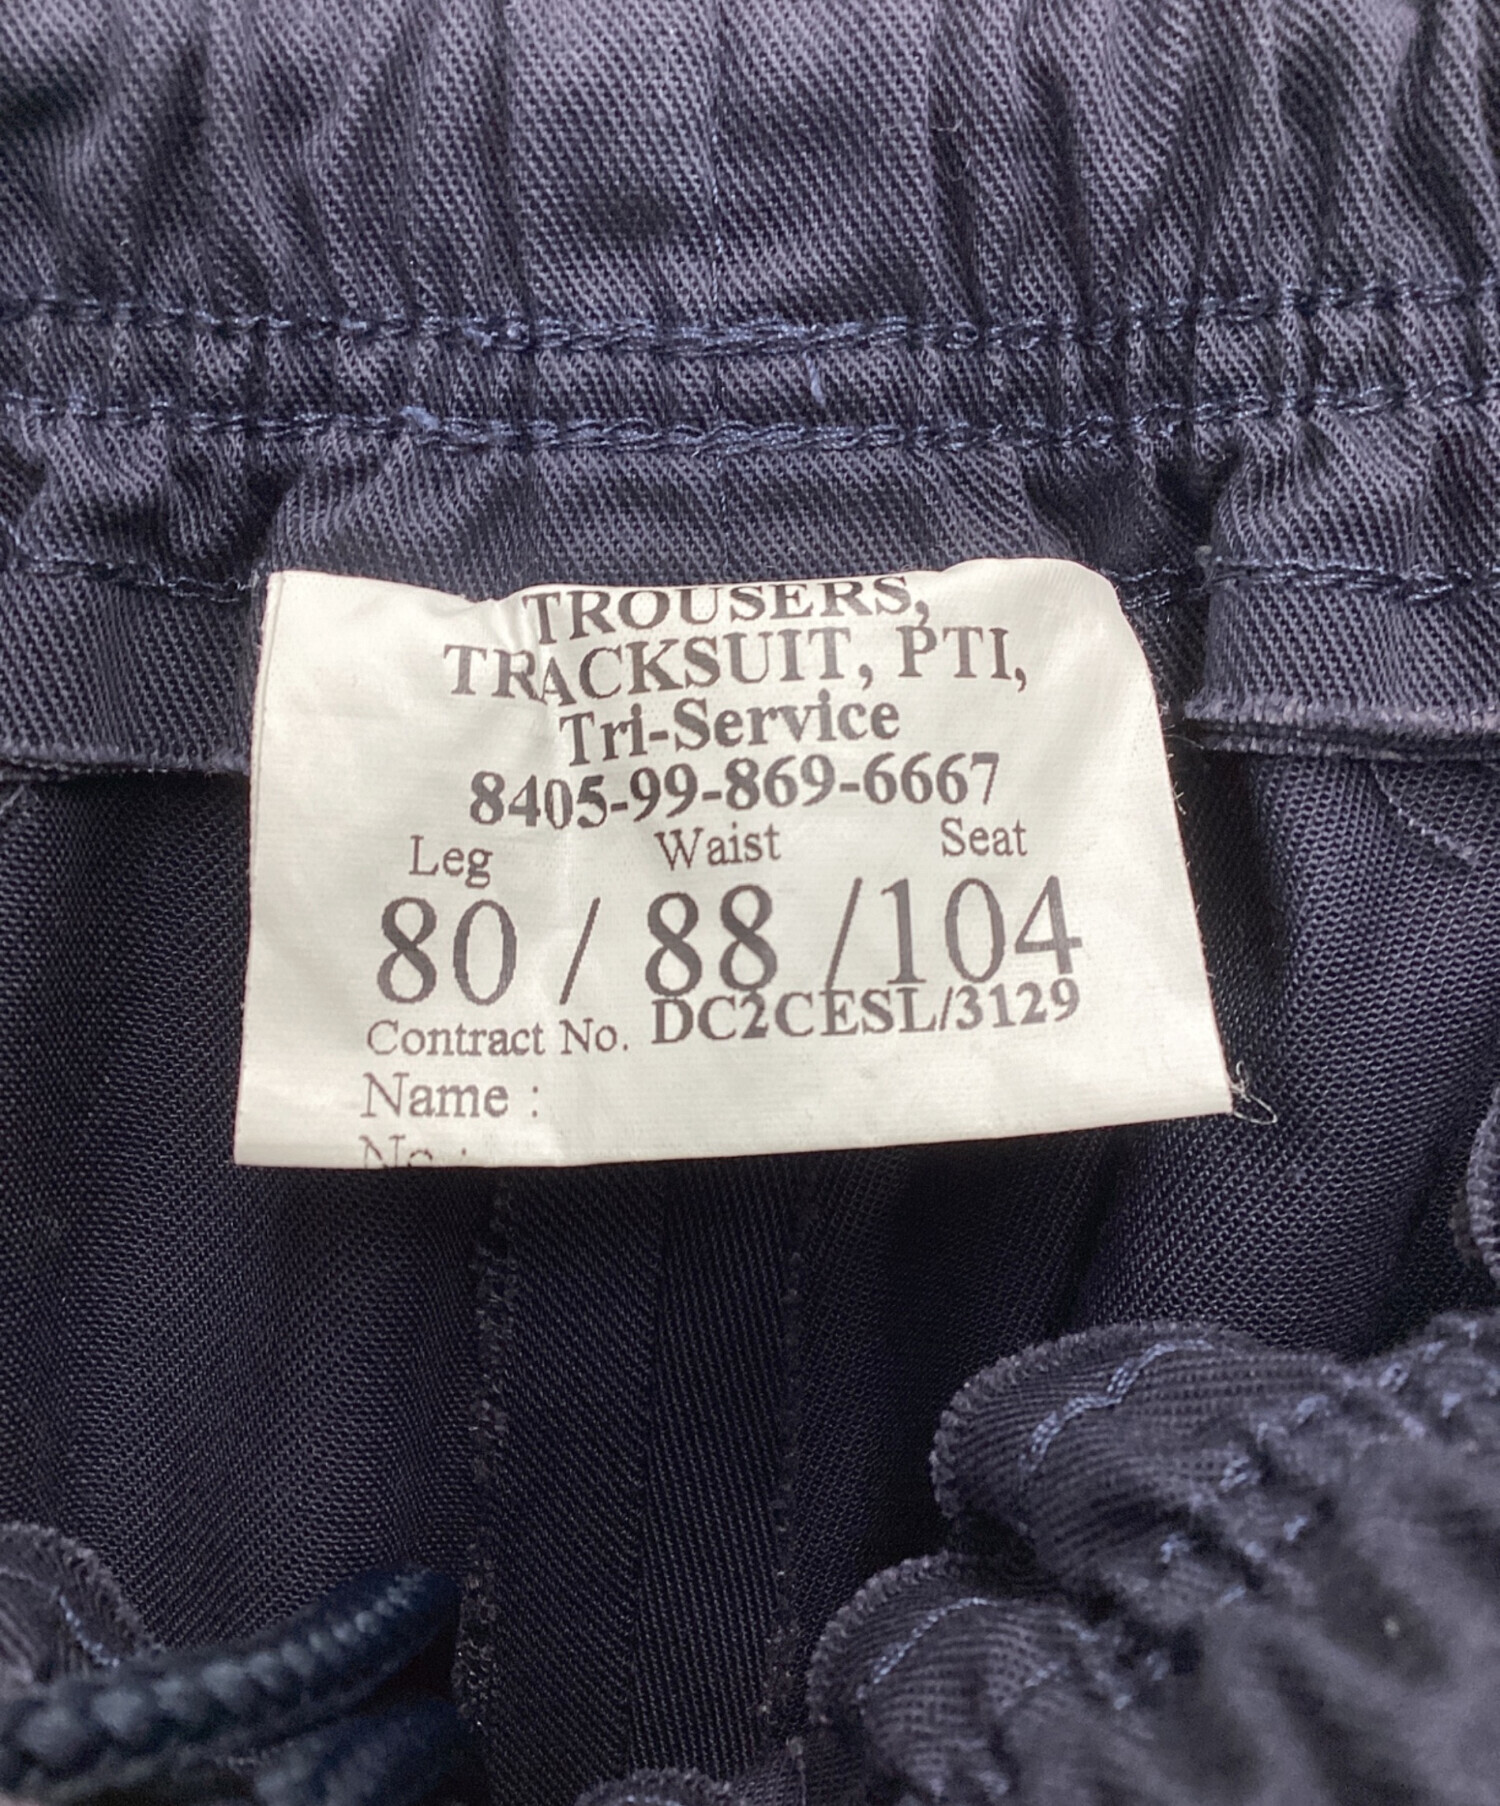 TROUSERS,
TRACKSUIT, PTI,
Tri-Service
8405-99-869-6667
Leg Waist Seat
80 / 88 /104
Contract No. DC2CESL/3129
Name :
No :